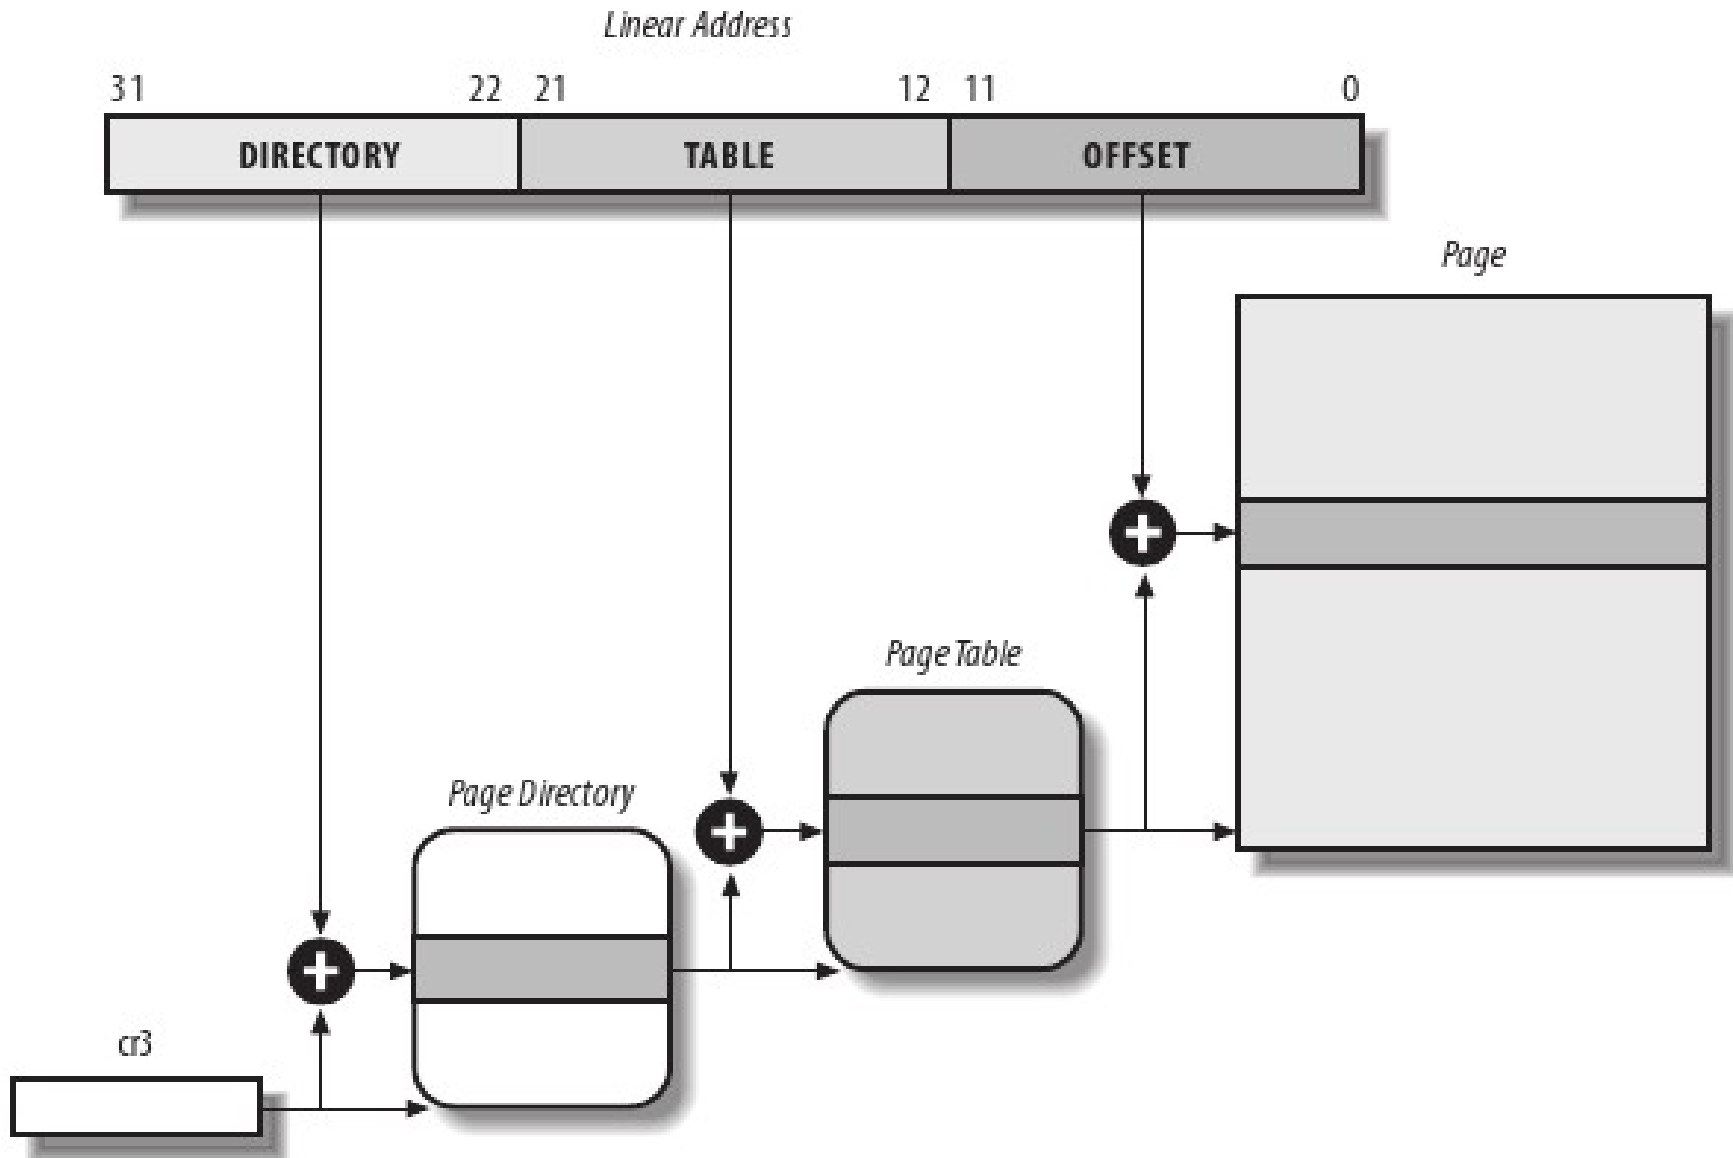 Linear Address
31 22 21 12 11 0
DIRECTORY TABLE OFFSET
Page
Page Table
Page Directory
cr3